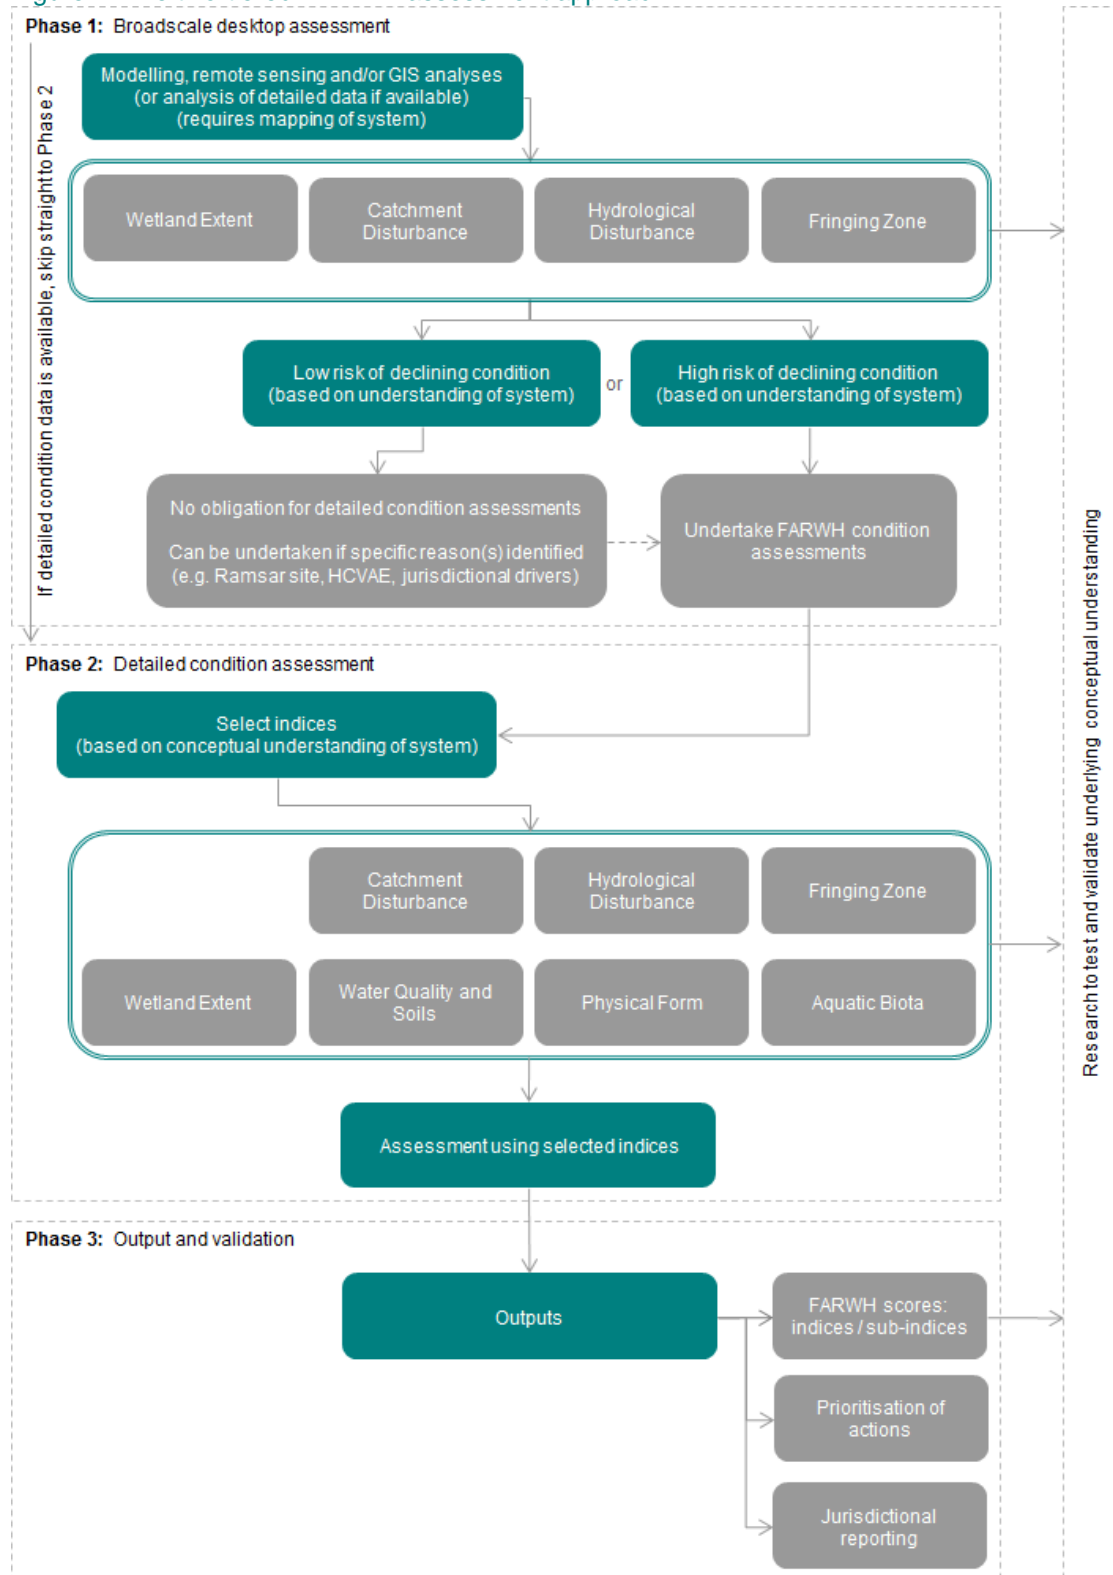 Phase 1: Broadscale desktop assessment
If detailed condition data is available, skip straight to Phase 2
Modelling, remote sensing and/or GIS analyses
(or analysis of detailed data if available)
(requires mapping of system)
Wetland Extent
Catchment
Disturbance
Hydrological
Disturbance
Fringing Zone
Low risk of declining condition
(based on understanding of system)
or
High risk of declining condition
(based on understanding of system)
No obligation for detailed condition assessments
Can be undertaken if specific reason(s) identified
(e.g. Ramsar site, HCVAE, jurisdictional drivers)
Undertake FARWH condition
assessments
Phase 2: Detailed condition assessment
Select indices
(based on conceptual understanding of system)
Catchment
Disturbance
Hydrological
Disturbance
Fringing Zone
Wetland Extent
Water Quality and
Soils
Physical Form
Aquatic Biota
Assessment using selected indices
Phase 3: Output and validation
Outputs
FARWH scores:
indices / sub-indices
Prioritisation of
actions
Jurisdictional
reporting
Research to test and validate underlying conceptual understanding